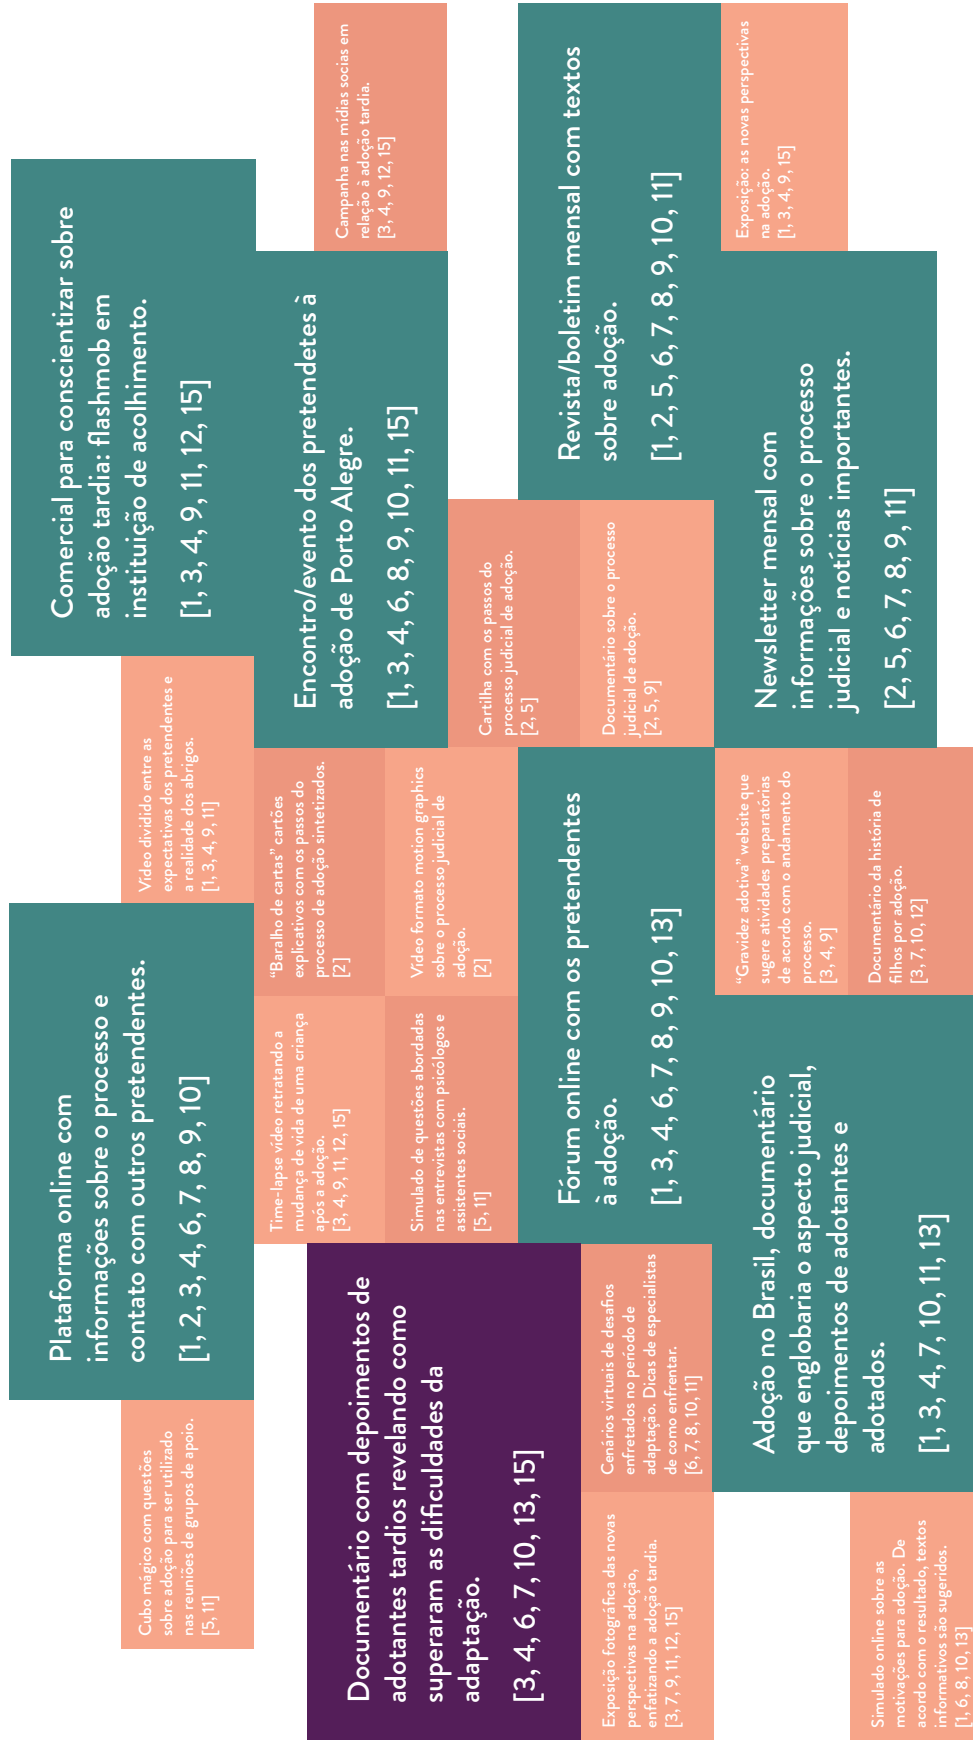 Cubo mágico com questões
sobre adoção para ser utilizado
nas reuniões de grupos de apoio.
[5, 11]
Plataforma online com
informações sobre o processo e
contato com outros pretendentes.
[1, 2, 3, 4, 6, 7, 8, 9, 10]
Video dividido entre as
expectativas dos pretendentes e
a realidade dos abrigos.
[1, 3, 4, 9, 11]
Comercial para conscientizar sobre
adoção tardia: flashmob em
instituição de acolhimento.
[1, 3, 4, 9, 11, 12, 15]
Time-lapse vídeo retratando a
mudança de vida de uma criança
após a adoção.
[3, 4, 9, 11, 12, 15]
“Baralho de cartas” cartões
explicativos com os passos do
processo de adoção sintetizados.
[2]
Encontro/evento dos pretendetes à
adoção de Porto Alegre.
[1, 3, 4, 6, 8, 9, 10, 11, 15]
Campanha nas mídias socias em
relação à adoção tardia.
[3, 4, 9, 12, 15]
Simulado de questões abordadas
nas entrevistas com psicólogos e
assistentes sociais.
[5, 11]
Video formato motion graphics
sobre o processo judicial de
adoção.
[2]
Documentário com depoimentos de
adotantes tardios revelando como
superaram as dificuldades da
adaptação.
[3, 4, 6, 7, 10, 13, 15]
Cartilha com os passos do
processo judicial de adoção.
[2, 5]
Fórum online com os pretendentes
à adoção.
[1, 3, 4, 6, 7, 8, 9, 10, 13]
Documentário sobre o processo
judicial de adoção.
[2, 5, 9]
Revista/boletim mensal com textos
sobre adoção.
[1, 2, 5, 6, 7, 8, 9, 10, 11]
Exposição fotográfica das novas
perspectivas na adoção,
enfatizando a adoção tardia.
[3, 7, 9, 11, 12, 15]
Cenários virtuais de desafios
enfretados no período de
adaptação. Dicas de especialistas
de como enfrentar.
[6, 7, 8, 10, 11]
Adoção no Brasil, documentário
que englobaria o aspecto judicial,
depoimentos de adotantes e
adotados.
[1, 3, 4, 7, 10, 11, 13]
“Gravidez adotiva” website que
sugere atividades preparatórias
de acordo com o andamento do
processo.
[3, 4, 9]
Newsletter mensal com
informações sobre o processo
judicial e notícias importantes.
[2, 5, 6, 7, 8, 9, 11]
Exposição: as novas perspectivas
na adoção.
[1, 3, 4, 9, 15]
Simulado online sobre as
motivações para adoção. De
acordo com o resultado, textos
informativos são sugeridos.
[1, 6, 8, 10, 13]
Documentário da história de
filhos por adoção.
[3, 7, 10, 12]